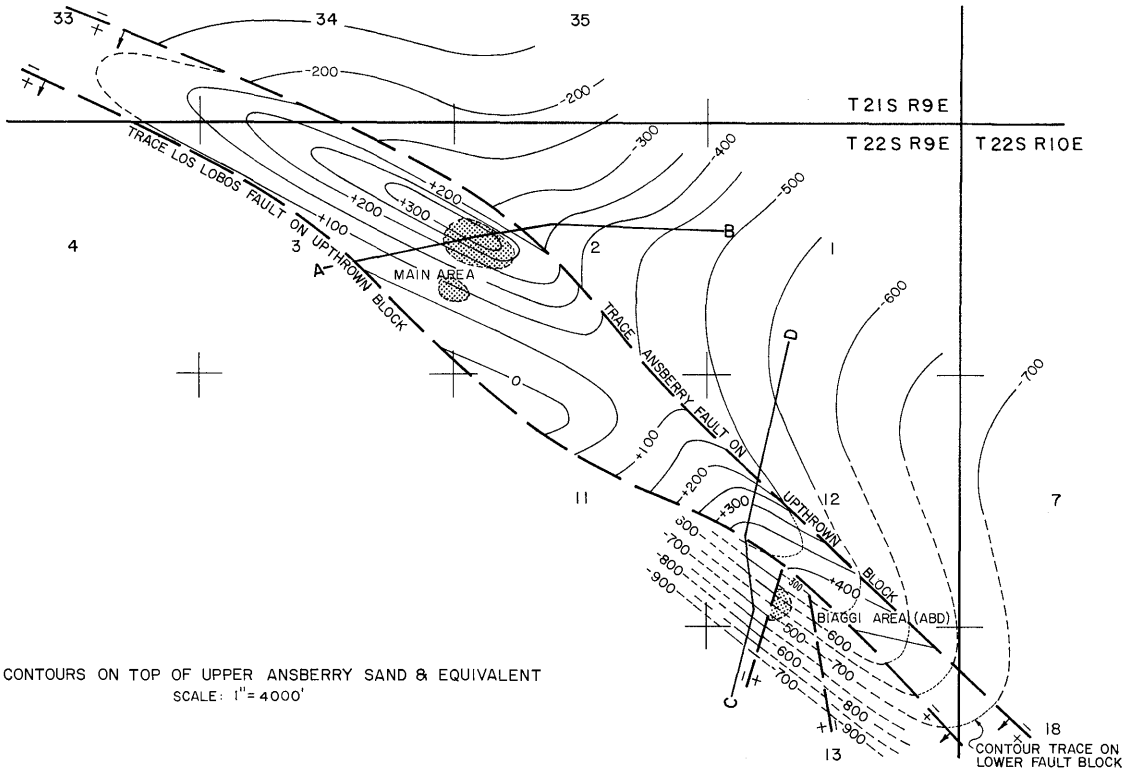 33
34
35
-200
-200
-300
-400
-500
-600
-700
T21S R9E
T22S R9E
T22S R10E
TRACE LOS LOBOS FAULT ON UPTHROWN BLOCK
+200
+300
+200
+100
4
3
2
1
A
B
MAIN AREA
TRACE ANSBERRY FAULT ON UPTHROWN BLOCK
D
0
+100
+200
+300
+400
11
12
7
-700
-800
-900
-300
BIAGGI AREA (ABD)
500
600
700
-600
700
-800
-900
C
13
18
CONTOUR TRACE ON
LOWER FAULT BLOCK
CONTOURS ON TOP OF UPPER ANSBERRY SAND & EQUIVALENT
SCALE: 1"=4000'